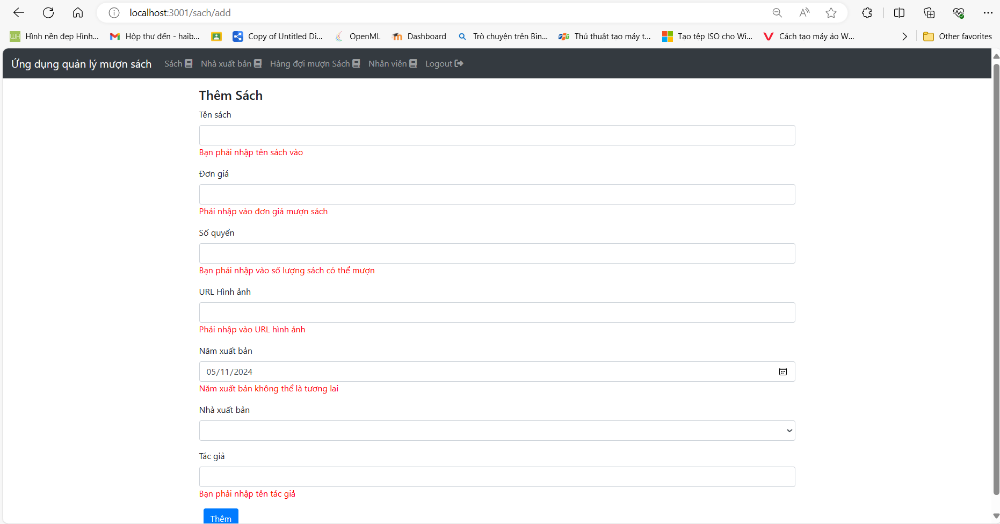 localhost:3001/sach/add
Hình nền đẹp Hình... Hộp thư đến - haib... Copy of Untitled Di... OpenML Dashboard Trò chuyện trên Bin... Thủ thuật tạo máy t... Tạo tệp ISO cho Wi... Cách tạo máy ảo W... Other favorites
Ứng dụng quản lý mượn sách Sách Nhà xuất bản Hàng đợi mượn Sách Nhân viên Logout
Thêm Sách
Tên sách
Bạn phải nhập tên sách vào
Đơn giá
Phải nhập vào đơn giá mượn sách
Số quyển
Bạn phải nhập vào số lượng sách có thể mượn
URL Hình ảnh
Phải nhập vào URL hình ảnh
Năm xuất bản
05/11/2024
Năm xuất bản không thể là tương lai
Nhà xuất bản
Tác giả
Bạn phải nhập tên tác giả
Thêm